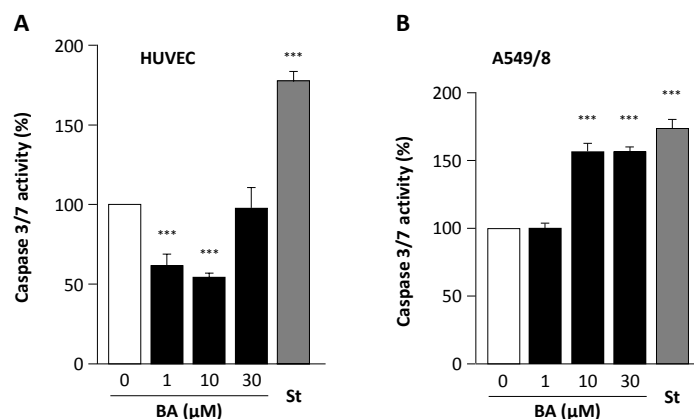 A
HUVEC
Caspase 3/7 activity (%)
200
150
100
50
0
***
***
***
0 1 10 30 St
BA (μM)
B
A549/8
Caspase 3/7 activity (%)
200
150
100
50
0
***
***
***
0 1 10 30 St
BA (μM)